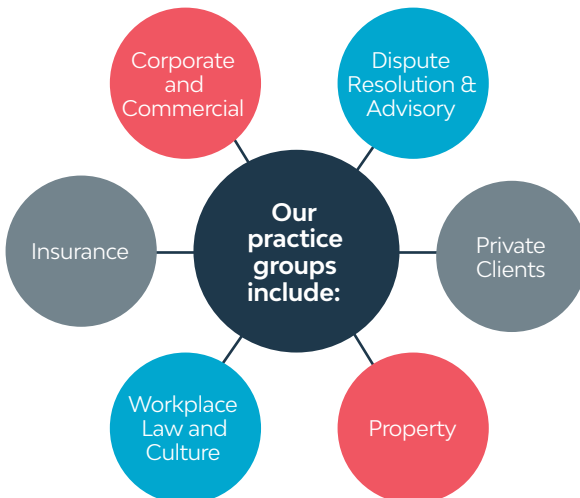 Corporate
and
Commercial
Dispute
Resolution &
Advisory
Insurance
Our
practice
groups
include:
Private
Clients
Workplace
Law and
Culture
Property